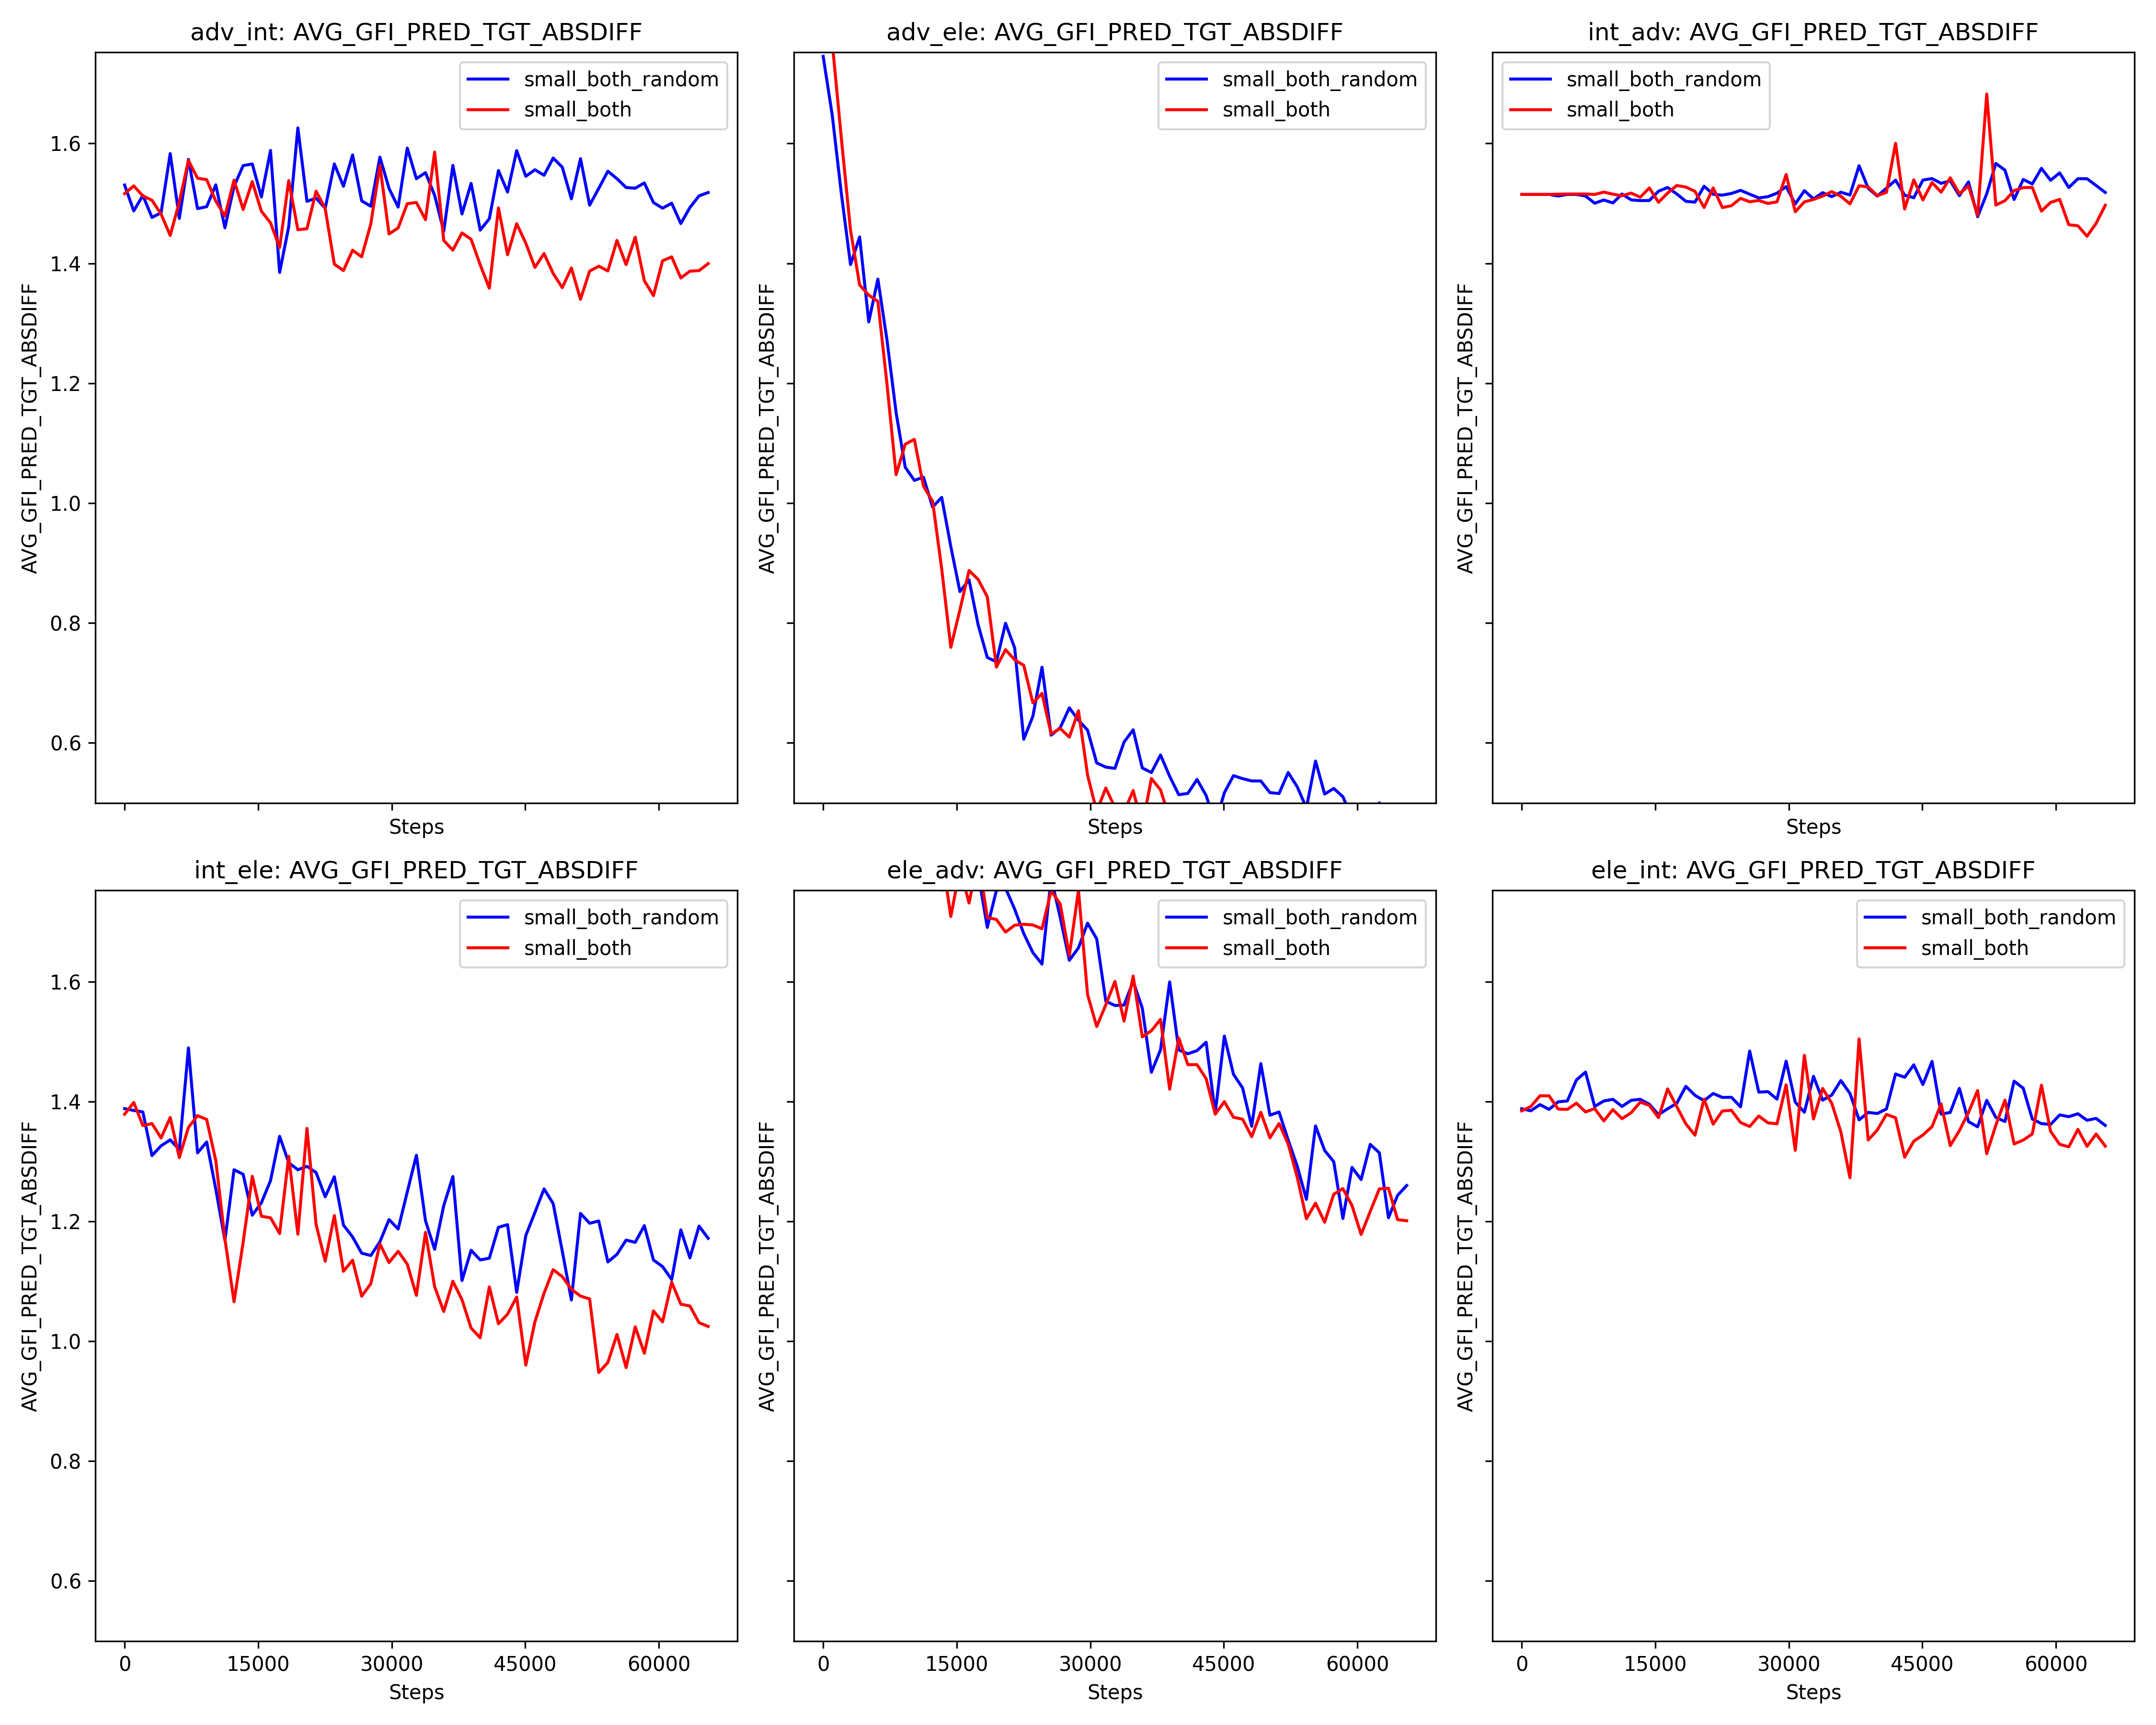 adv_int: AVG_GFI_PRED_TGT_ABSDIFF
AVG_GFI_PRED_TGT_ABSDIFF
1.6
1.4
1.2
1.0
0.8
0.6
small_both_random
small_both
Steps
adv_ele: AVG_GFI_PRED_TGT_ABSDIFF
AVG_GFI_PRED_TGT_ABSDIFF
small_both_random
small_both
Steps
int_adv: AVG_GFI_PRED_TGT_ABSDIFF
AVG_GFI_PRED_TGT_ABSDIFF
small_both_random
small_both
Steps
int_ele: AVG_GFI_PRED_TGT_ABSDIFF
AVG_GFI_PRED_TGT_ABSDIFF
1.6
1.4
1.2
1.0
0.8
0.6
small_both_random
small_both
0 15000 30000 45000 60000
Steps
ele_adv: AVG_GFI_PRED_TGT_ABSDIFF
AVG_GFI_PRED_TGT_ABSDIFF
small_both_random
small_both
0 15000 30000 45000 60000
Steps
ele_int: AVG_GFI_PRED_TGT_ABSDIFF
AVG_GFI_PRED_TGT_ABSDIFF
small_both_random
small_both
0 15000 30000 45000 60000
Steps